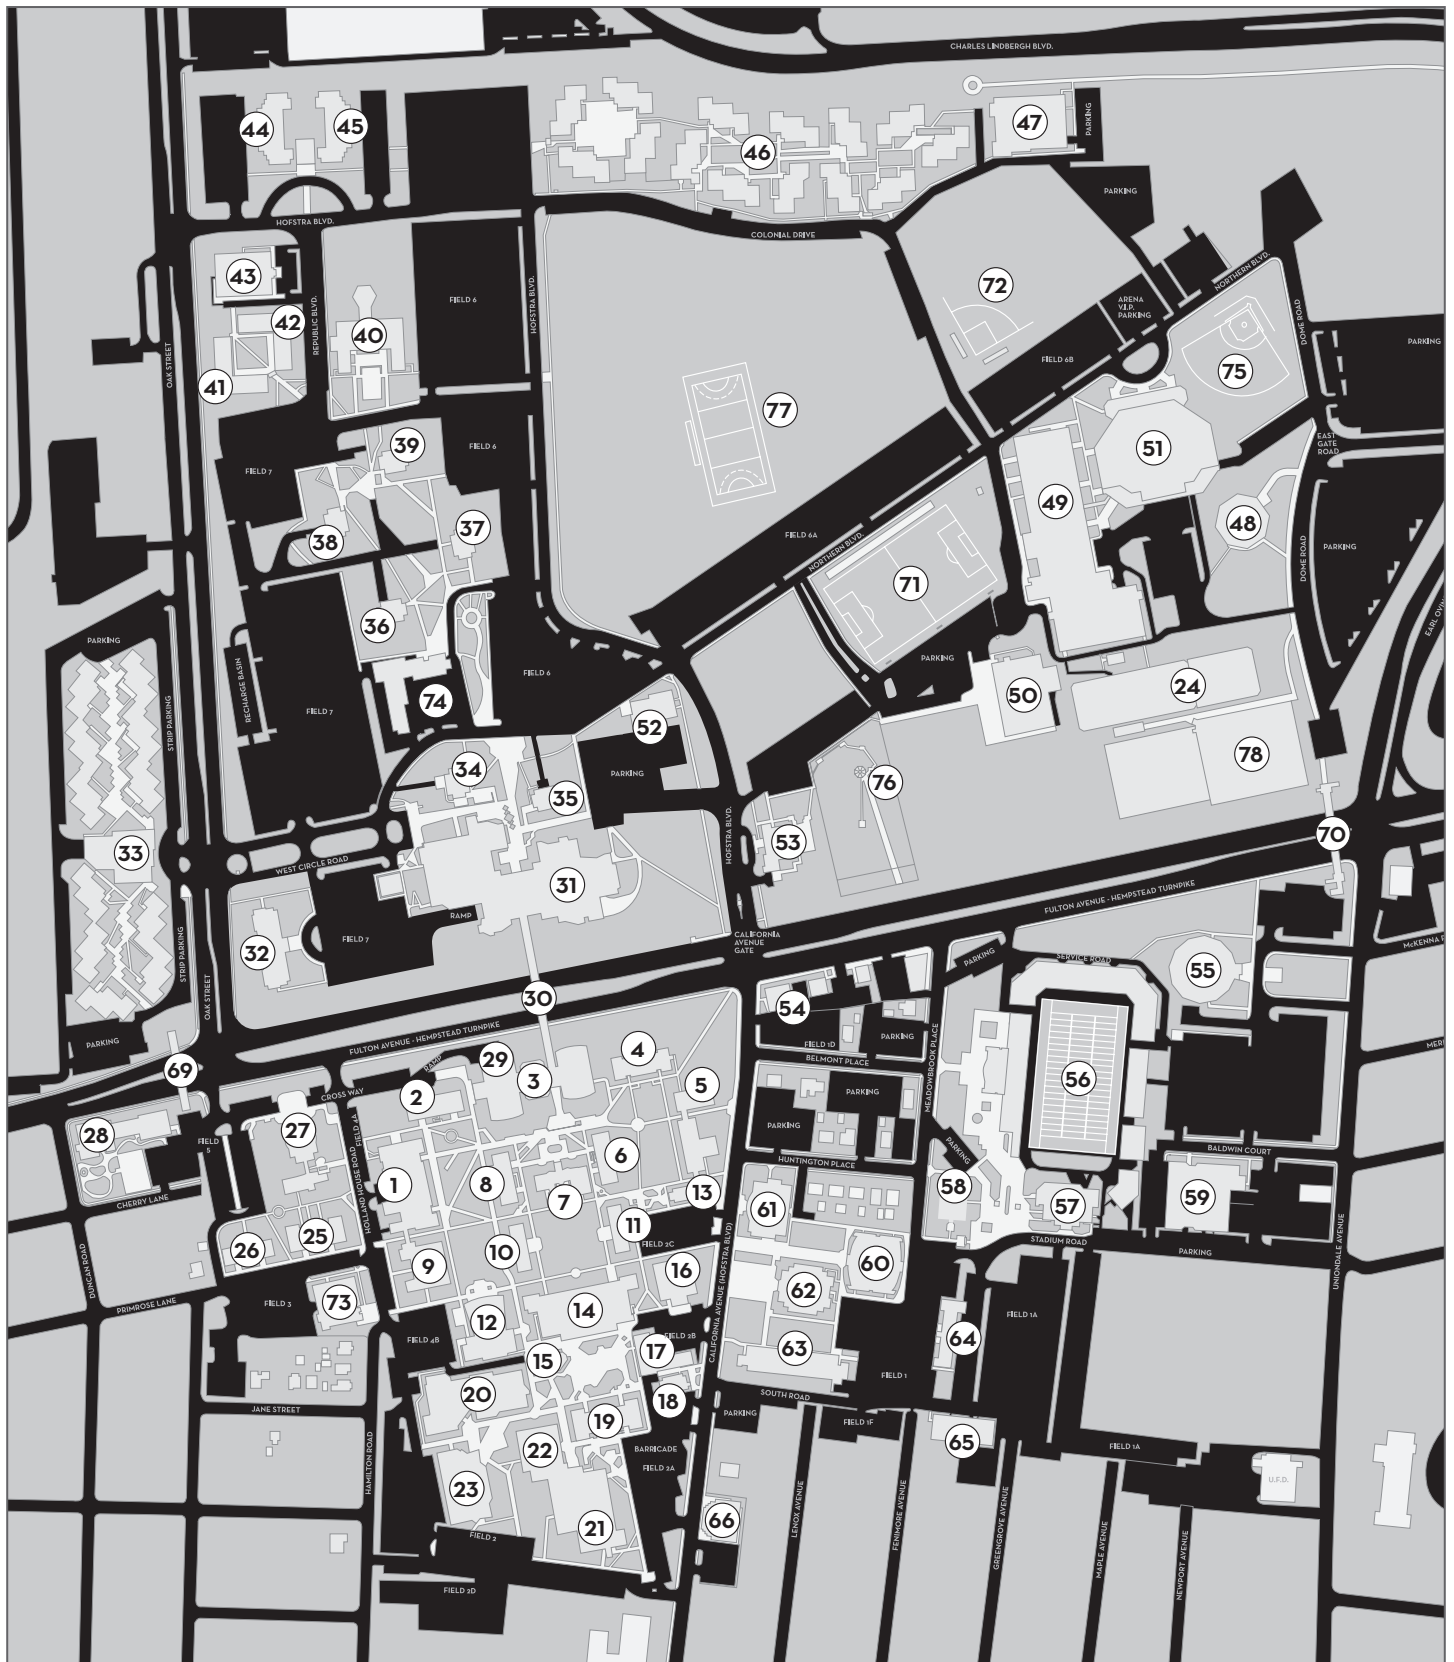 CHARLES LINDBERGH BLVD.
44
45
46
47
PARKING
PARKING
HOFSTRA BLVD.
COLONIAL DRIVE
43
42
41
40
REPUBLIC BLVD.
OAK STREET
FIELD 6
HOFSTRA BLVD.
72
NORTHERN BLVD.
ARENA
V.I.P.
PARKING
FIELD 6B
DOME ROAD
PARKING
75
77
39
FIELD 6
FIELD 7
51
EAST
GATE
ROAD
38
37
49
48
FIELD 6A
NORTHERN BLVD.
71
DOME ROAD
PARKING
36
PARKING
RECHARGE BASIN
STRIP PARKING
FIELD 7
74
FIELD 6
PARKING
50
24
52
34
35
PARKING
76
78
33
WEST CIRCLE ROAD
HOFSTRA BLVD.
53
70
31
RAMP
FIELD 7
32
STRIP PARKING
OAK STREET
FULTON AVENUE - HEMPSTEAD TURNPIKE
CALIFORNIA
AVENUE
GATE
PARKING
SERVICE ROAD
55
30
54
FULTON AVENUE - HEMPSTEAD TURNPIKE
PARKING
FIELD 1D
PARKING
BELMONT PLACE
MEADOWBROOK PLACE
69
CROSS WAY
RAMP
29
3
4
5
2
56
28
FIELD
5
27
FIELD 4A
HOLLAND HOUSE ROAD
PARKING
PARKING
HUNTINGTON PLACE
PARKING
BALDWIN COURT
CHERRY LANE
1
8
6
7
13
58
57
59
61
26
25
9
10
11
FIELD 2C
16
60
STADIUM ROAD
PARKING
DUNCAN ROAD
PRIMROSE LANE
FIELD 3
73
12
14
62
CALIFORNIA AVENUE (HOFSTRA BLVD)
UNIONDALE AVENUE
FIELD 4B
15
17
FIELD 2B
63
64
FIELD 1A
20
18
FIELD 1
SOUTH ROAD
JANE STREET
19
PARKING
FIELD 1F
65
FIELD 1A
HAMILTON ROAD
22
BARRICADE
FIELD 2A
U.F.D.
23
21
66
LENOX AVENUE
FENIMORE AVENUE
GREENGROVE AVENUE
MAPLE AVENUE
NEWPORT AVENUE
FIELD 2
FIELD 2D